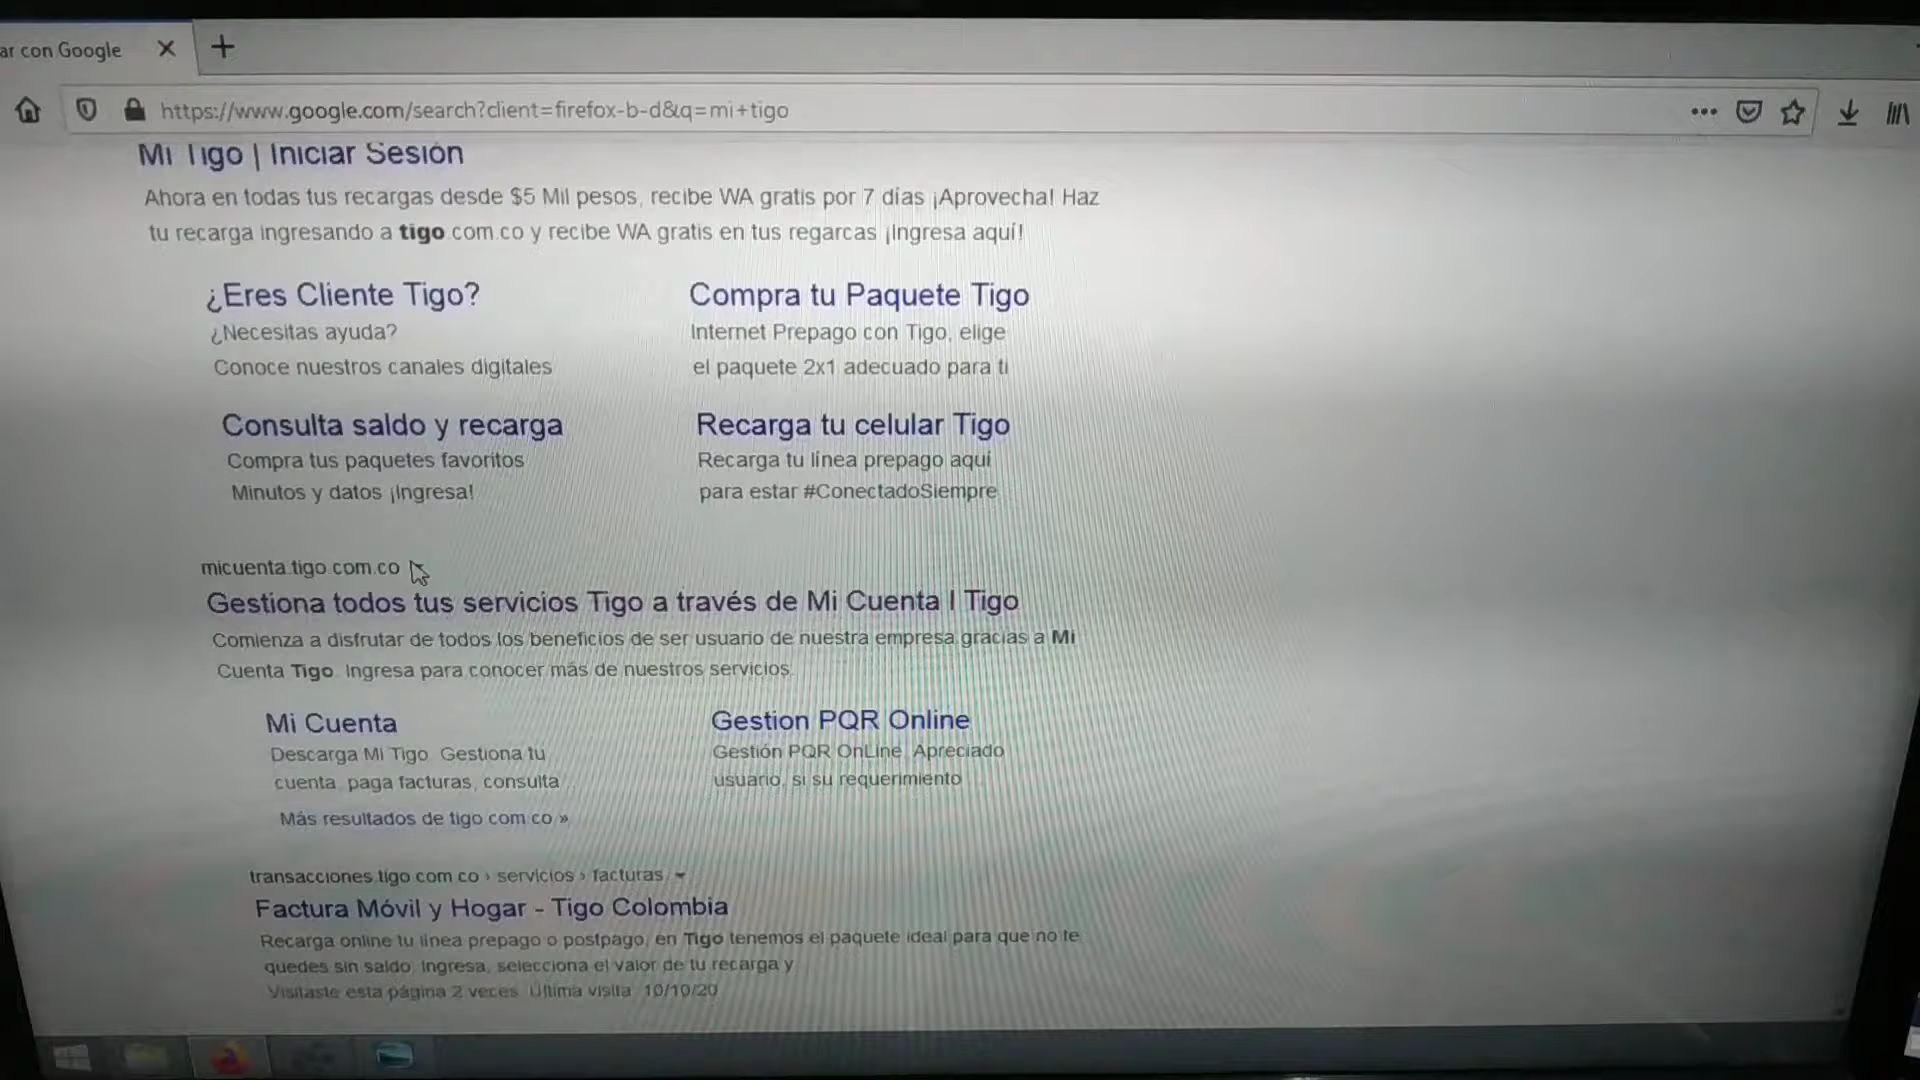 ar con Google
https://www.google.com/search?client=firefox-b-d&q=mi+tigo
Mi Tigo | Iniciar Sesión
Ahora en todas tus recargas desde $5 Mil pesos, recibe WA gratis por 7 días ¡Aprovecha! Haz
tu recarga ingresando a tigo.com.co y recibe WA gratis en tus regarcas ¡Ingresa aquí!
¿Eres Cliente Tigo?
¿Necesitas ayuda?
Conoce nuestros canales digitales
Compra tu Paquete Tigo
Internet Prepago con Tigo, elige
el paquete 2x1 adecuado para ti
Consulta saldo y recarga
Compra tus paquetes favoritos
Minutos y datos ¡Ingresa!
Recarga tu celular Tigo
Recarga tu línea prepago aquí
para estar #ConectadoSiempre
micuenta.tigo.com.co
Gestiona todos tus servicios Tigo a través de Mi Cuenta | Tigo
Comienza a disfrutar de todos los beneficios de ser usuario de nuestra empresa gracias a Mi
Cuenta Tigo. Ingresa para conocer más de nuestros servicios.
Mi Cuenta
Descarga Mi Tigo. Gestiona tu
cuenta, paga facturas, consulta
Gestion PQR Online
Gestión PQR OnLine. Apreciado
usuario, si su requerimiento
Más resultados de tigo.com.co »
transacciones.tigo.com.co › servicios › facturas
Factura Móvil y Hogar - Tigo Colombia
Recarga online tu línea prepago o postpago, en Tigo tenemos el paquete ideal para que no te
quedes sin saldo. Ingresa, selecciona el valor de tu recarga y
Visitaste esta página 2 veces. Última visita: 10/10/20